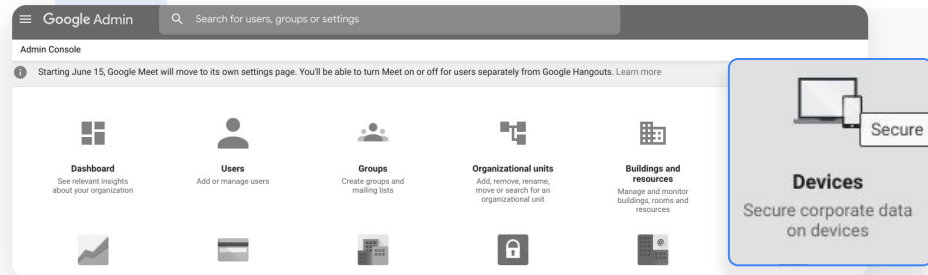 Google Admin
Search for users, groups or settings
Admin Console
Starting June 15, Google Meet will move to its own settings page. You'll be able to turn Meet on or off for users separately from Google Hangouts. Learn more
Dashboard
See relevant insights
about your organization
Users
Add or manage users
Groups
Create groups and
mailing lists
Organizational units
Add, remove, rename,
move or search for an
organizational unit
Buildings and
resources
Manage and monitor
buildings, rooms and
resources
Secure
Devices
Secure corporate data
on devices
@